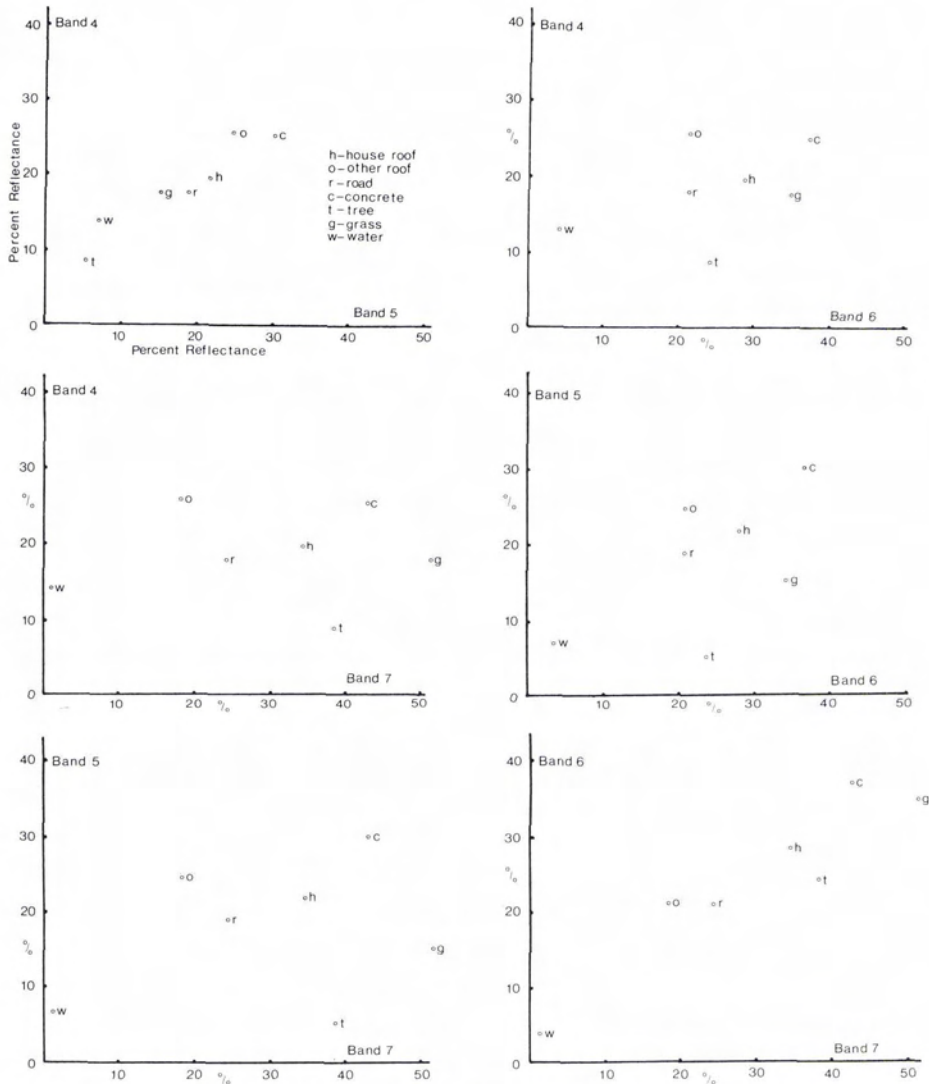 40 Band 4
30
20
10
0
Percent Reflectance
o c
h
g r
w
t
h-house roof
o-other roof
r-road
c-concrete
t-tree
g-grass
w-water
Band 5
10 20 30 40 50
Percent Reflectance
40 Band 4
30
%
20
10
0
o c
h
r g
w
t
Band 6
10 20 % 30 40 50
40 Band 4
30
%
20
10
0
o c
h
r g
w
t
Band 7
10 20 % 30 40 50
40 Band 5
30
%
20
10
0
c
o
h
r
g
w
t
Band 6
10 20 % 30 40 50
40 Band 5
30
20
%
10
0
c
o
h
r
g
w
t
Band 7
10 20 % 30 40 50
40 Band 6
30
%
20
10
0
c
g
h
t
o r
w
Band 7
10 20 % 30 40 50